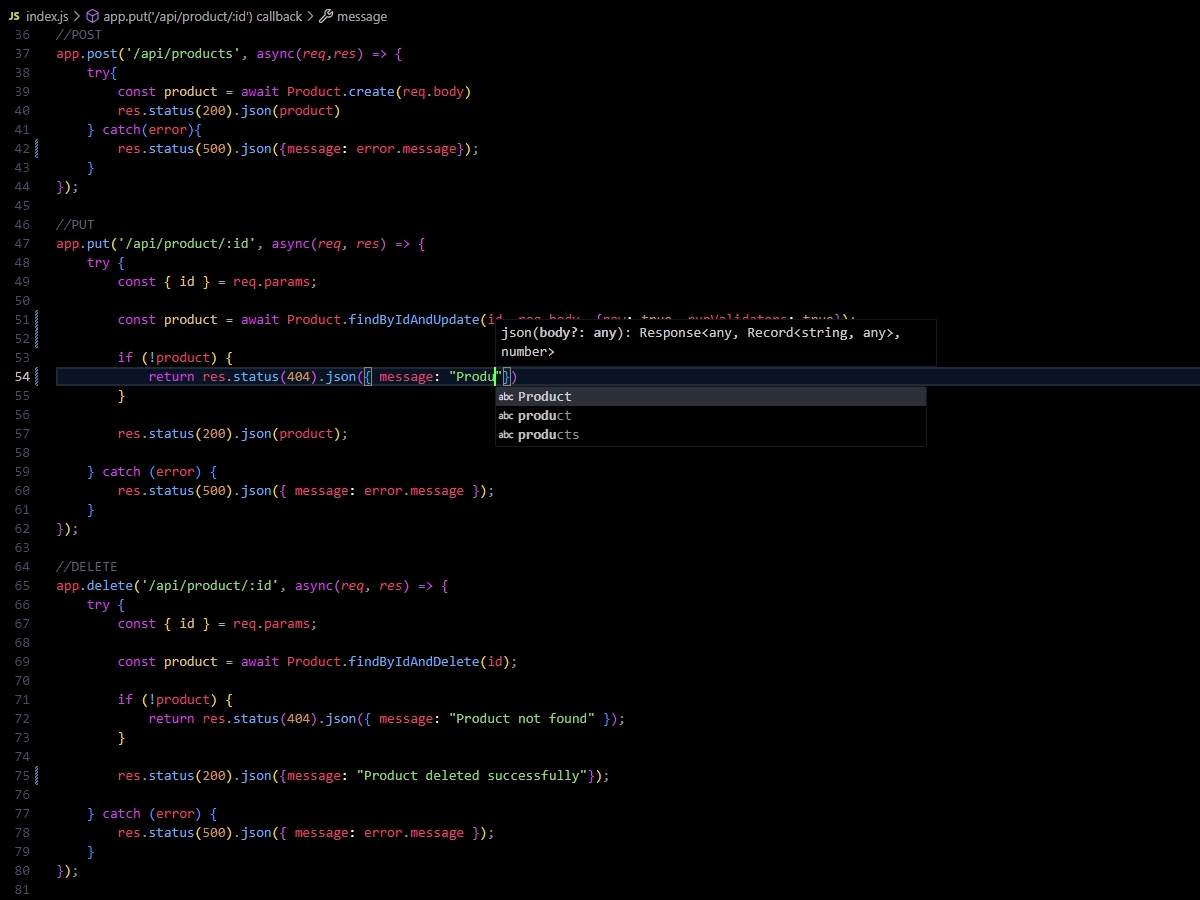 JS index.js > app.put('/api/product/:id') callback > message
36 //POST
37 app.post('/api/products', async(req,res) => {
38 try{
39 const product = await Product.create(req.body)
40 res.status(200).json(product)
41 } catch(error){
42 res.status(500).json({message: error.message});
43 }
44 });
45
46 //PUT
47 app.put('/api/product/:id', async(req, res) => {
48 try {
49 const { id } = req.params;
50
51 const product = await Product.findByIdAndUpdate(id, req.body, {new: true, runValidators: true});
json(body?: any): Response<any, Record<string, any>,
52
number>
53 if (!product) {
54 return res.status(404).json({ message: "Produ"})
55 }
Product
56
product
57 res.status(200).json(product);
products
58
59 } catch (error) {
60 res.status(500).json({ message: error.message });
61 }
62 });
63
64 //DELETE
65 app.delete('/api/product/:id', async(req, res) => {
66 try {
67 const { id } = req.params;
68
69 const product = await Product.findByIdAndDelete(id);
70
71 if (!product) {
72 return res.status(404).json({ message: "Product not found" });
73 }
74
75 res.status(200).json({message: "Product deleted successfully"});
76
77 } catch (error) {
78 res.status(500).json({ message: error.message });
79 }
80 });
81